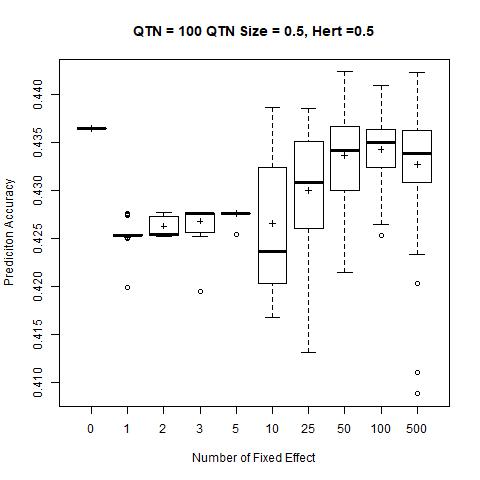 QTN = 100 QTN Size = 0.5, Hert =0.5
Prediciton Accuracy
0.440
0.435
0.430
0.425
0.420
0.415
0.410
0 1 2 3 5 10 25 50 100 500
Number of Fixed Effect